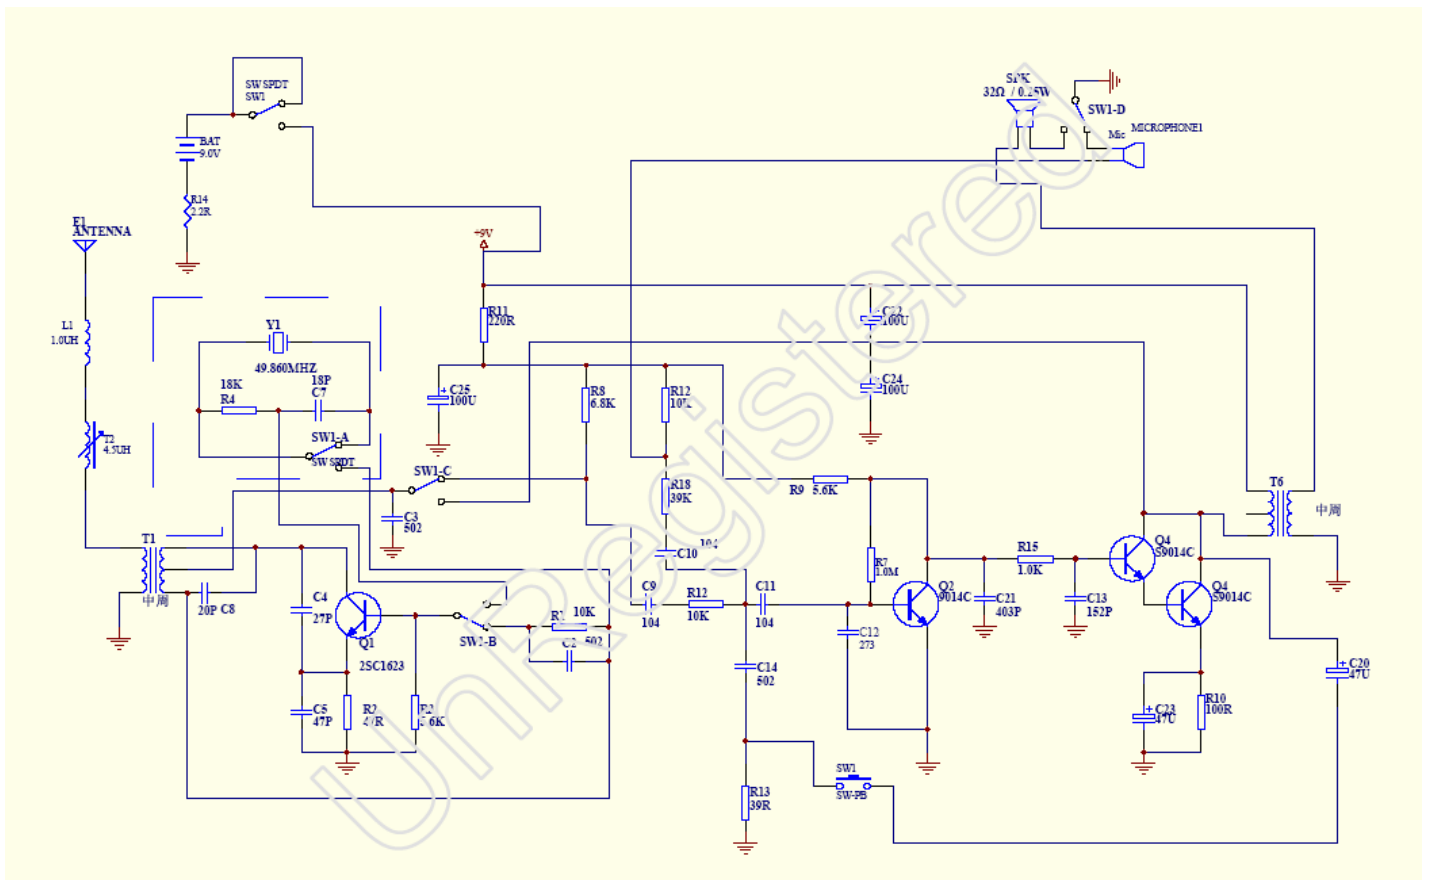 SW SPDT
SW1
BAT
9.0V
R14
2.2R
E1
ANTENNA
L1
1.0UH
T2
4.5UH
Y1
49.860MHZ
18K
R4
18P
C7
SW1-A
SW SPDT
T1
中周
20P C8
C4
27P
C5
47P
Q1
2SC1623
R2
5.6K
SW1-B
10K
502
SW1-C
C3
502
+9V
R11
220R
C25
100U
R8
6.8K
R12
10K
R18
39K
104
C10
C9
104
R12
10K
C11
104
C14
502
R13
39R
SW1
SW-PB
R9 5.6K
R7
1.0M
C12
273
Q2
9014C
C21
403P
R15
1.0K
C13
152P
Q4
S9014C
Q4
S9014C
C23
47U
R10
100R
C20
47U
T6
中周
100U
C24
100U
SPK
32Ω / 0.25W
SW1-D
Mic
MICROPHONE1
UnRegistered